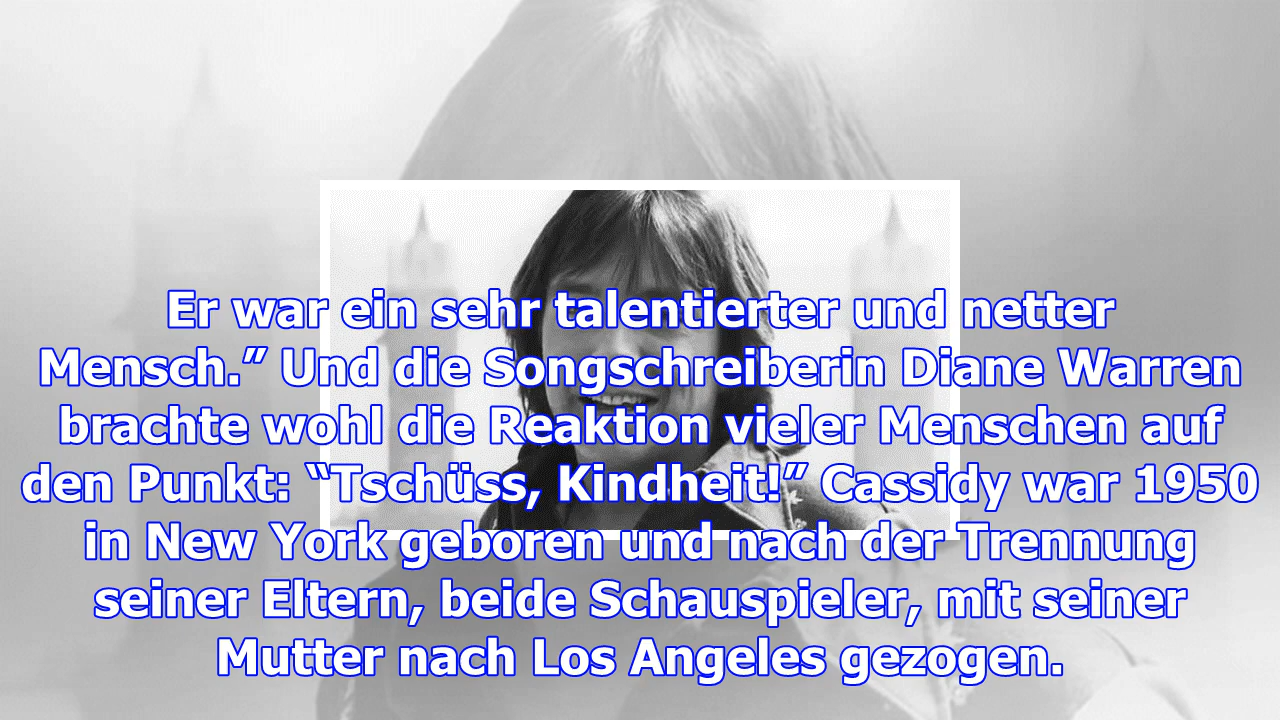 Er war ein sehr talentierter und netter
Mensch.” Und die Songschreiberin Diane Warren
brachte wohl die Reaktion vieler Menschen auf
den Punkt: “Tschüss, Kindheit!” Cassidy war 1950
in New York geboren und nach der Trennung
seiner Eltern, beide Schauspieler, mit seiner
Mutter nach Los Angeles gezogen.